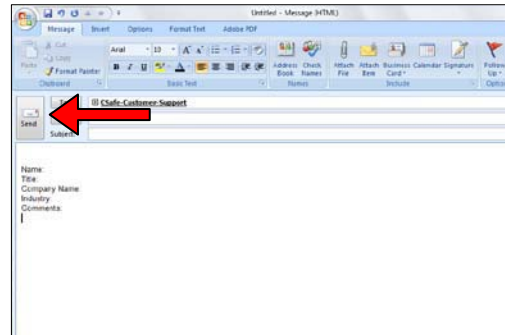 Untitled - Message (HTML)
Message Insert Options Format Text Adobe PDF
Cut
Copy
Paste
Format Painter
Clipboard
Arial 10 A A
B I U A
Basic Text
Address Book
Check Names
Names
Attach File
Attach Item
Business Card
Calendar
Signature
Include
Follow Up
Send
CSafe-Customer-Support
Subject:
Name:
Title:
Company Name:
Industry:
Comments: